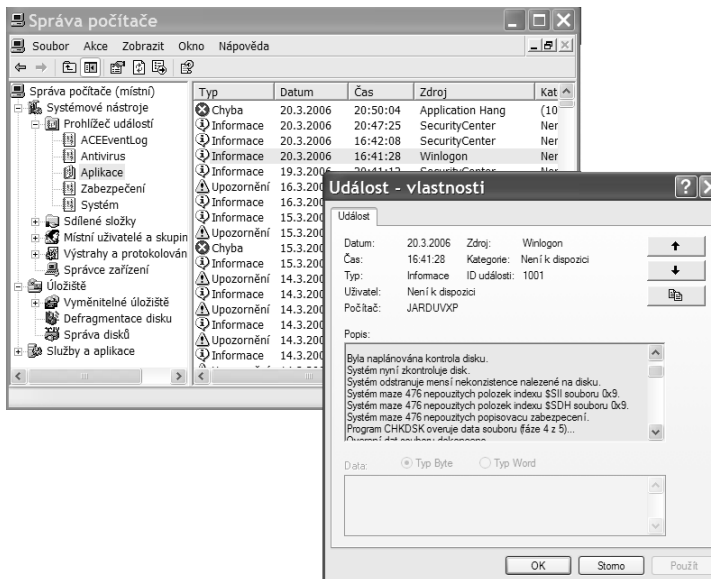 Správa počítače
Soubor Akce Zobrazit Okno Nápověda
Správa počítače (místní)
Systémové nástroje
Prohlížeč událostí
ACEEventLog
Antivirus
Aplikace
Zabezpečení
Systém
Sdílené složky
Místní uživatelé a skupin
Výstrahy a protokolován
Správce zařízení
Úložiště
Vyměnitelné úložiště
Defragmentace disku
Správa disků
Služby a aplikace
Typ Datum Čas Zdroj Kat
Chyba 20.3.2006 20:50:04 Application Hang (10
Informace 20.3.2006 20:47:25 SecurityCenter Ner
Informace 20.3.2006 16:42:08 SecurityCenter Ner
Informace 20.3.2006 16:41:28 Winlogon Ner
Informace 19.3.2006 20:41:12 SecurityCenter Ner
Upozornění 16.3.200
Informace 16.3.200
Informace 15.3.200
Upozornění 15.3.200
Chyba 15.3.200
Informace 15.3.200
Upozornění 14.3.200
Informace 14.3.200
Informace 14.3.200
Upozornění 14.3.200
Informace 14.3.200
Událost - vlastnosti
Událost
Datum: 20.3.2006 Zdroj: Winlogon
Čas: 16:41:28 Kategorie: Není k dispozici
Typ: Informace ID události: 1001
Uživatel: Není k dispozici
Počítač: JARDUVXP
Popis:
Byla naplánována kontrola disku.
Systém nyní zkontroluje disk.
Systém odstranuje mensí nekonzistence nalezené na disku.
Systém maze 476 nepouzitych polozek indexu $SII souboru 0x9.
Systém maze 476 nepouzitych polozek indexu $SDH souboru 0x9.
Systém maze 476 nepouzitych popisovacu zabezpecení.
Program CHKDSK overuje data souboru (fáze 4 z 5)...
Overení dat souboru dokonceno.
Data: Typ Byte Typ Word
OK Storno Použít